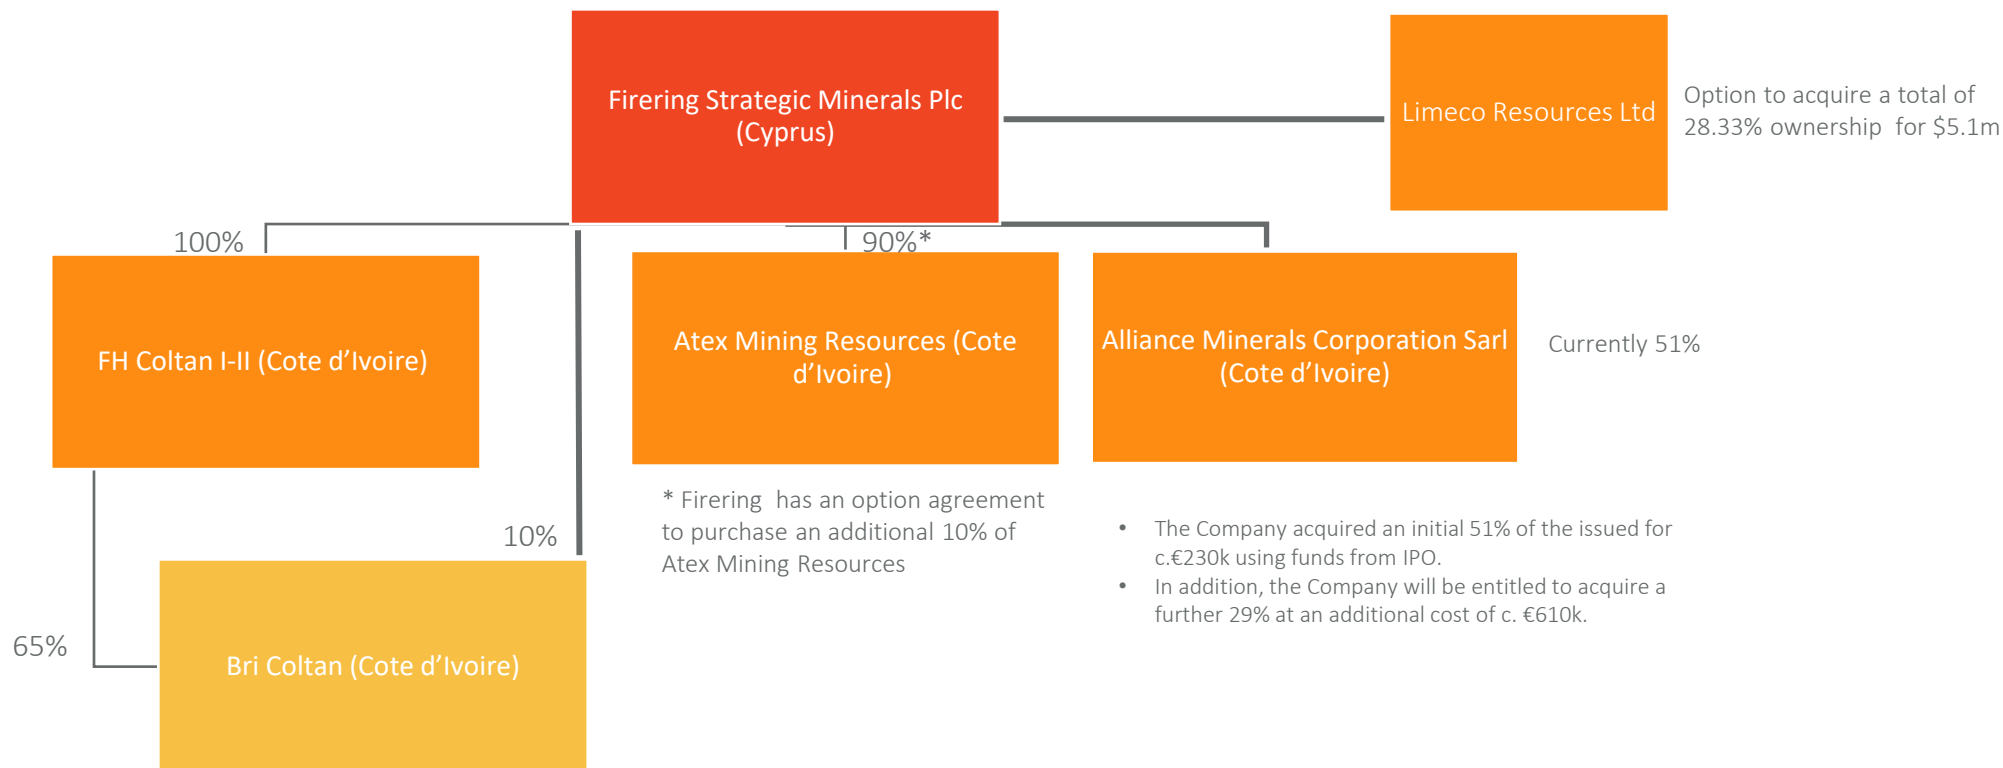 Firering Strategic Minerals Plc
(Cyprus)
Limeco Resources Ltd
Option to acquire a total of
28.33% ownership for $5.1m
100%
90%*
FH Coltan I-II (Cote d’Ivoire)
Atex Mining Resources (Cote
d’Ivoire)
Alliance Minerals Corporation Sarl
(Cote d’Ivoire)
Currently 51%
* Firering has an option agreement
to purchase an additional 10% of
Atex Mining Resources
• The Company acquired an initial 51% of the issued for
c.€230k using funds from IPO.
• In addition, the Company will be entitled to acquire a
further 29% at an additional cost of c. €610k.
10%
65%
Bri Coltan (Cote d’Ivoire)